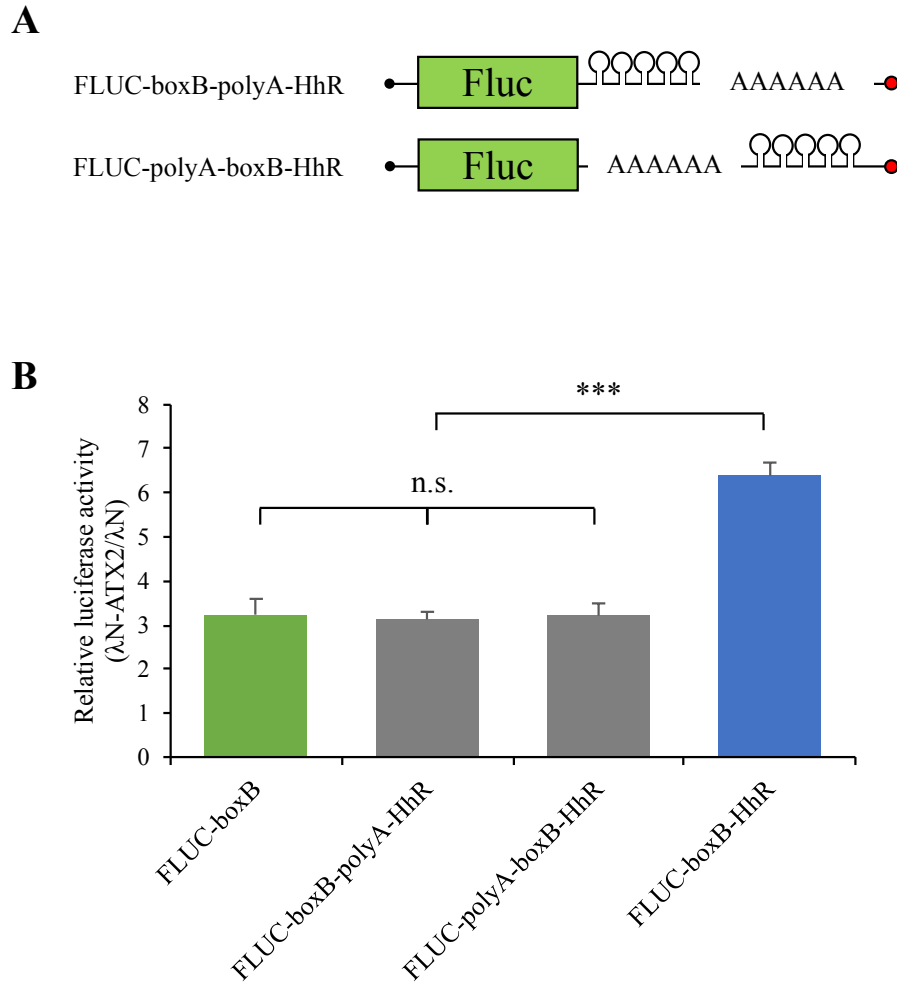 A
FLUC-boxB-polyA-HhR
Fluc
AAAAAA
FLUC-polyA-boxB-HhR
Fluc
AAAAAA
B
Relative luciferase activity
(λN-ATX2/λN)
8
7
6
5
4
3
2
1
0
***
n.s.
FLUC-boxB
FLUC-boxB-polyA-HhR
FLUC-polyA-boxB-HhR
FLUC-boxB-HhR